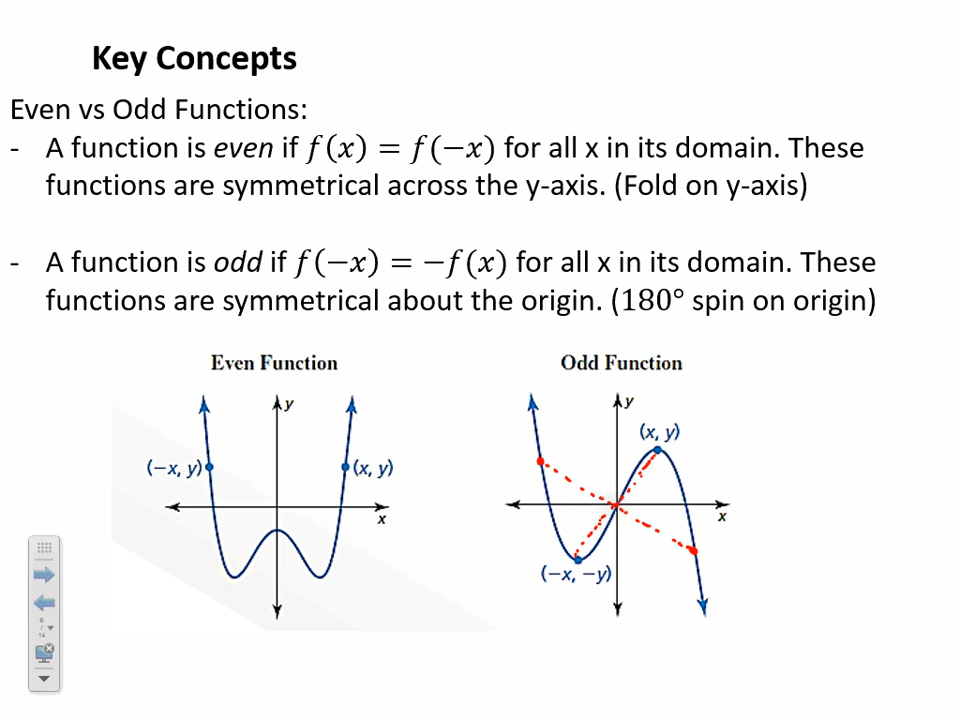 Key Concepts
Even vs Odd Functions:
- A function is even if f(x) = f(−x) for all x in its domain. These
functions are symmetrical across the y-axis. (Fold on y-axis)
- A function is odd if f(−x) = −f(x) for all x in its domain. These
functions are symmetrical about the origin. (180° spin on origin)
Even Function
Odd Function
y
(−x, y)
(x, y)
x
y
(x, y)
x
(−x, −y)
8
/
14